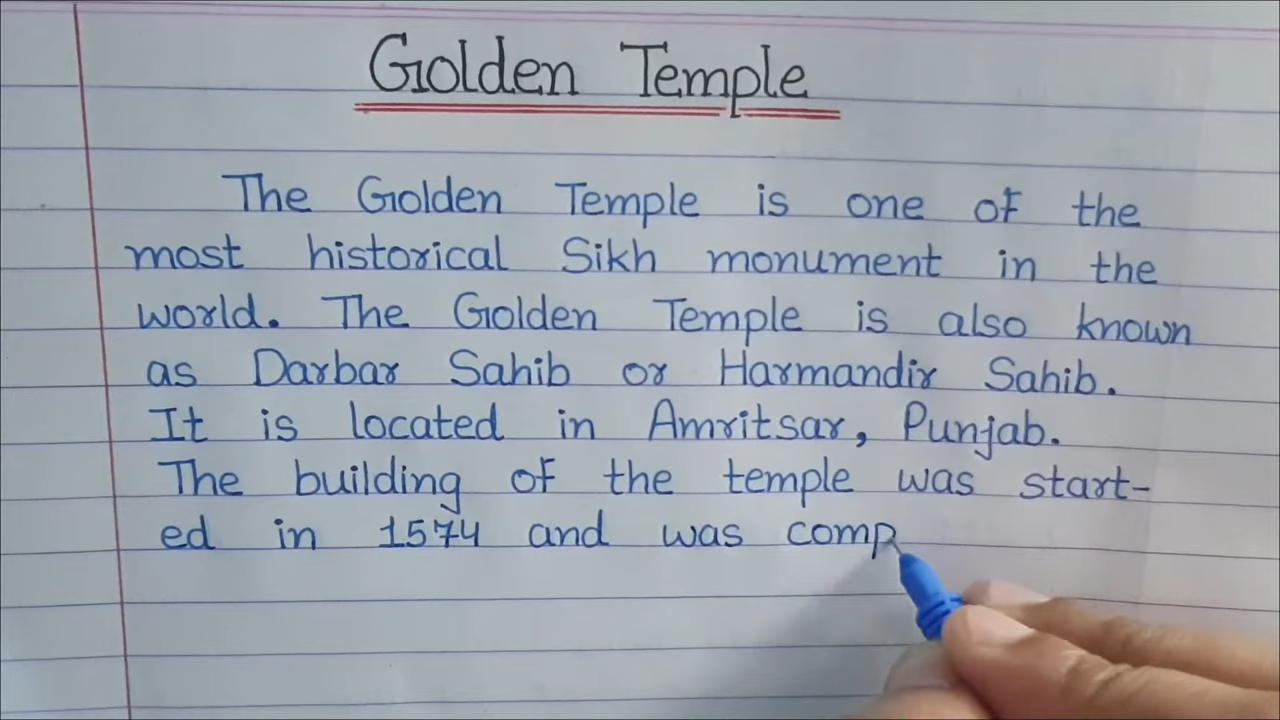 Golden Temple
The Golden Temple is one of the
most historical Sikh monument in the
world. The Golden Temple is also known
as Darbar Sahib or Harmandir Sahib.
It is located in Amritsar, Punjab.
The building of the temple was start-
ed in 1574 and was comp